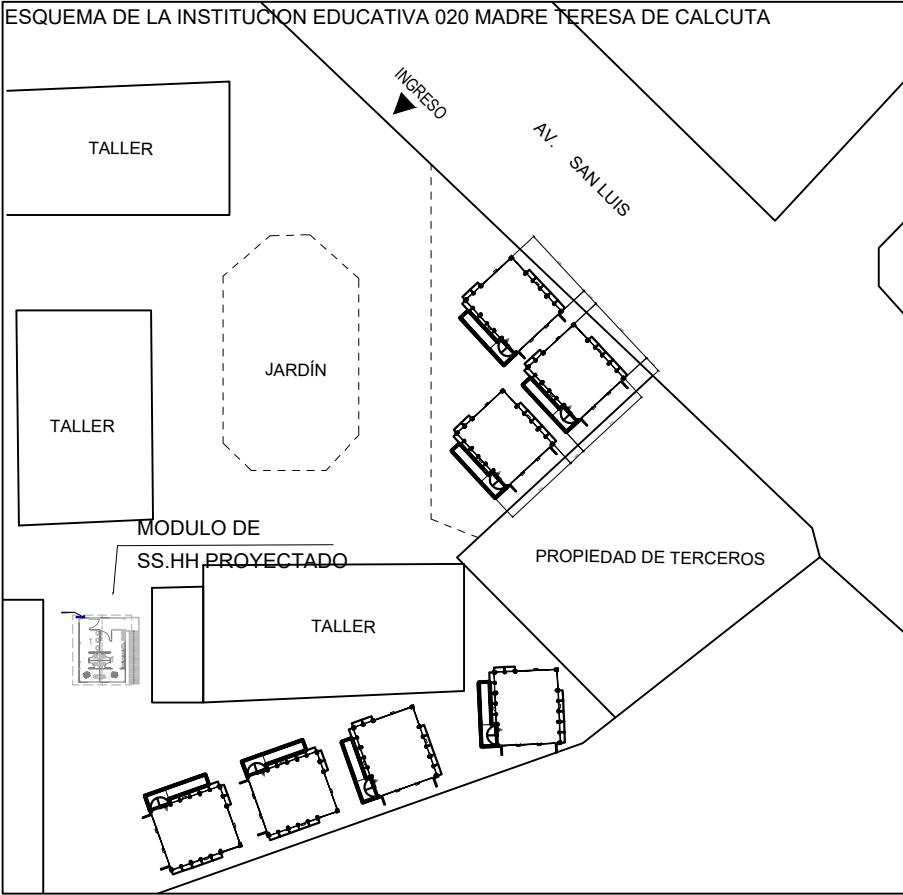 ESQUEMA DE LA INSTITUCION EDUCATIVA 020 MADRE TERESA DE CALCUTA
INGRESO
AV. SAN LUIS
TALLER
JARDÍN
TALLER
MODULO DE
SS.HH PROYECTADO
PROPIEDAD DE TERCEROS
TALLER